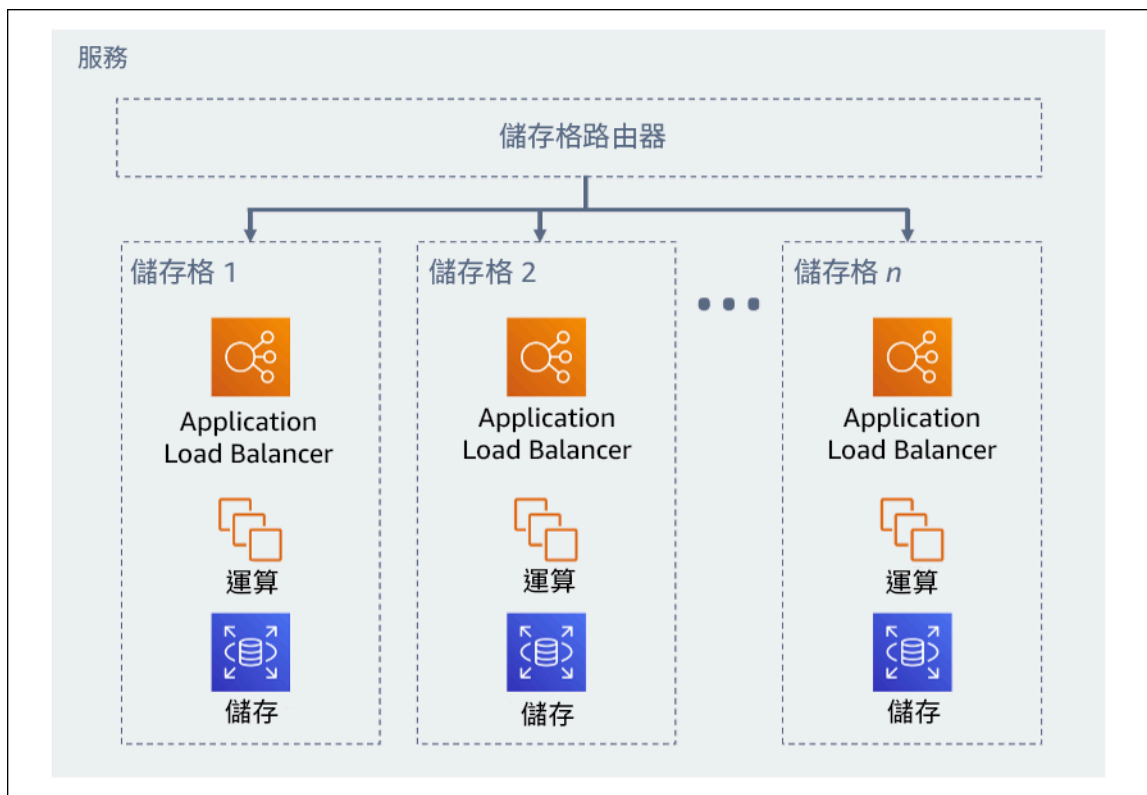 服務
儲存格路由器
儲存格 1
儲存格 2
儲存格 n
Application
Load Balancer
Application
Load Balancer
Application
Load Balancer
運算
運算
運算
儲存
儲存
儲存